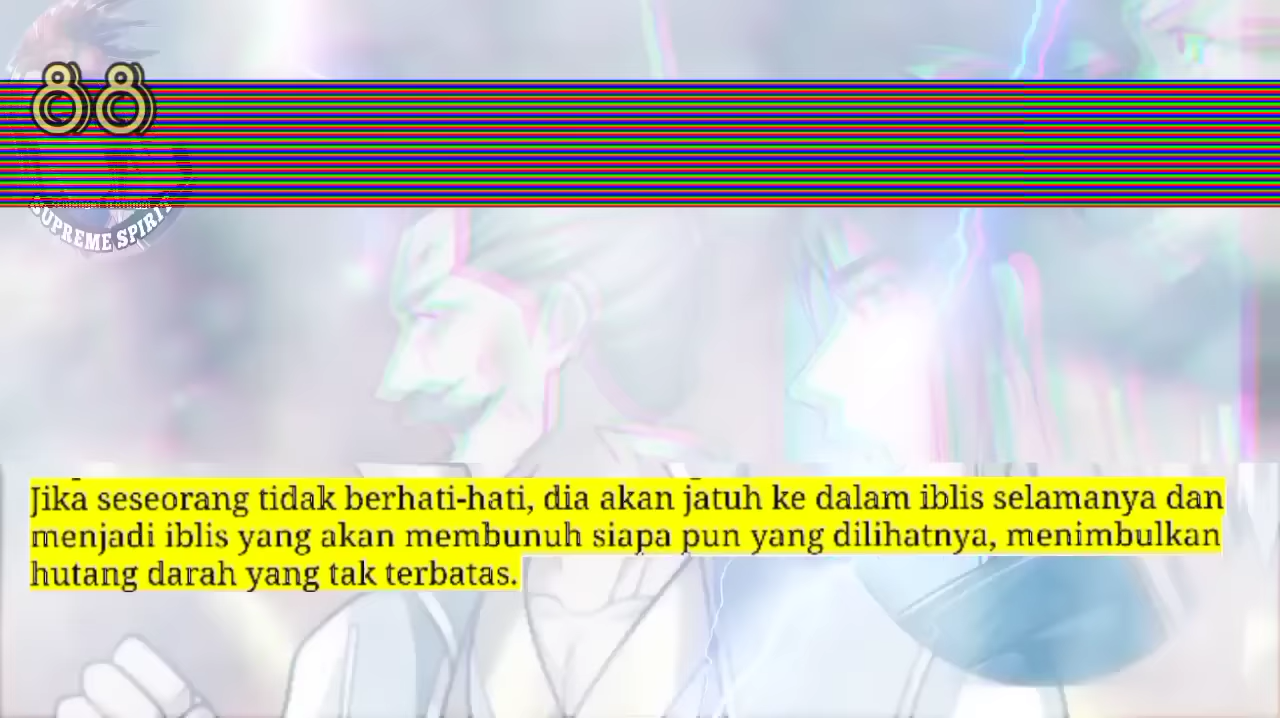 88
SUPREME SPIRIT
Jika seseorang tidak berhati-hati, dia akan jatuh ke dalam iblis selamanya dan
menjadi iblis yang akan membunuh siapa pun yang dilihatnya, menimbulkan
hutang darah yang tak terbatas.